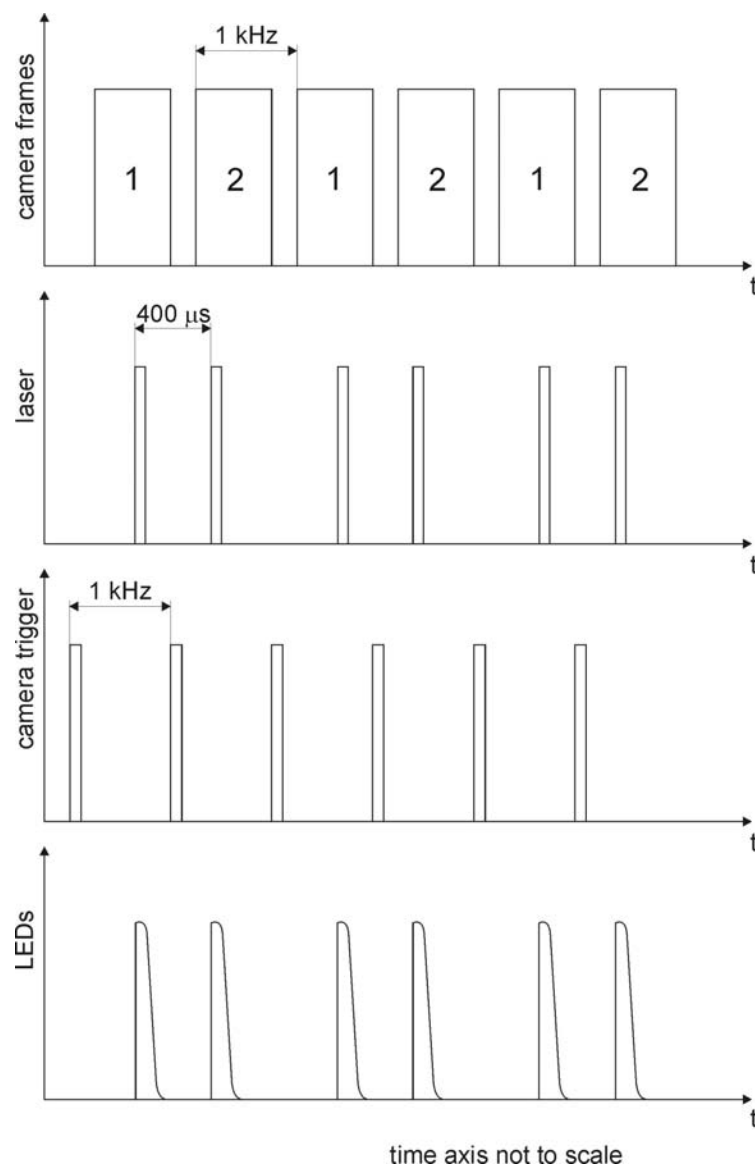 camera frames
1 kHz
1
2
1
2
1
2
t
laser
400 μs
t
camera trigger
1 kHz
t
LEDs
t
time axis not to scale